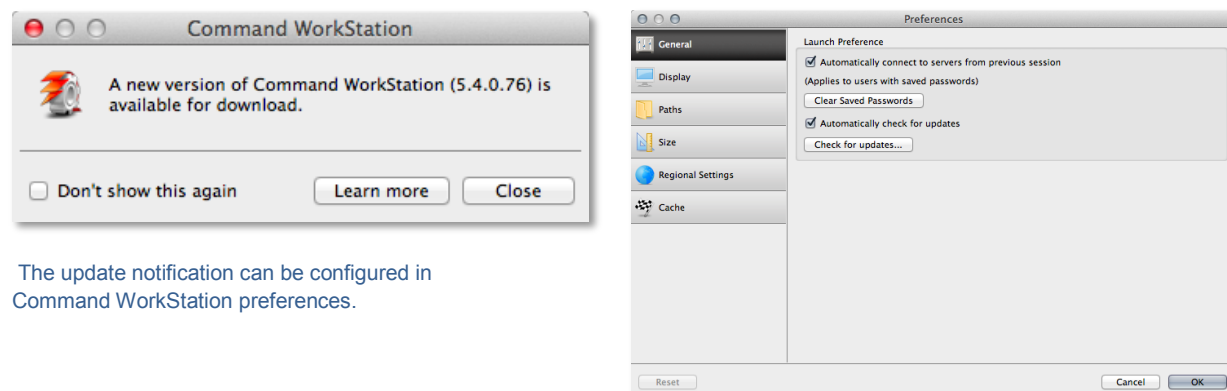 Command WorkStation
A new version of Command WorkStation (5.4.0.76) is
available for download.
Don't show this again
Learn more
Close
The update notification can be configured in
Command WorkStation preferences.
Preferences
General
Display
Paths
Size
Regional Settings
Cache
Launch Preference
Automatically connect to servers from previous session
(Applies to users with saved passwords)
Clear Saved Passwords
Automatically check for updates
Check for updates...
Reset
Cancel
OK